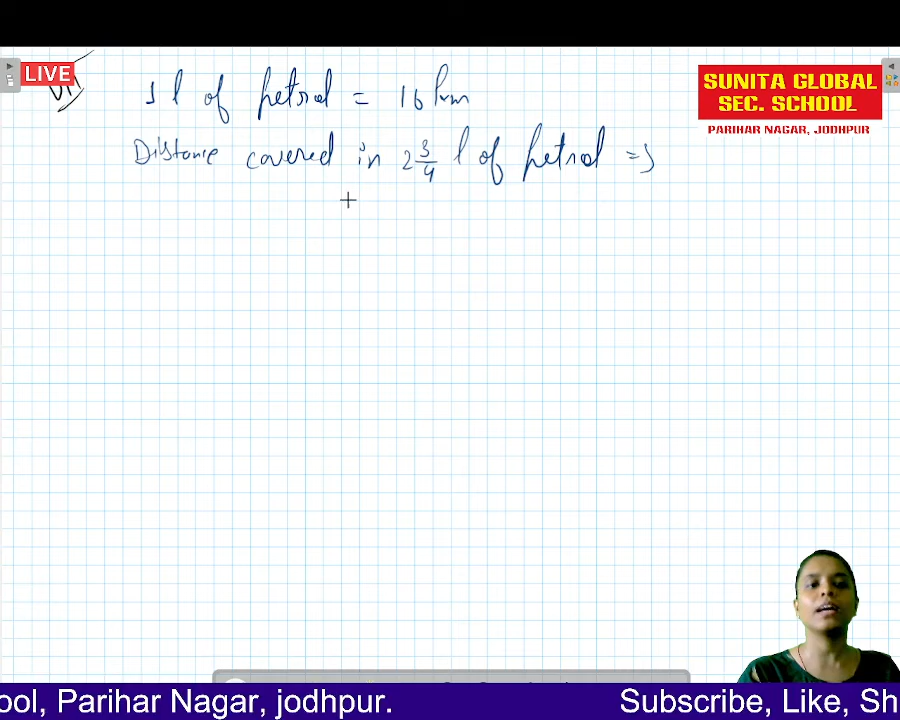 LIVE
1 l of petrol = 16 km
Distance covered in 2 3/4 l of petrol =
SUNITA GLOBAL
SEC. SCHOOL
PARIHAR NAGAR, JODHPUR
ool, Parihar Nagar, jodhpur.
Subscribe, Like, Sh